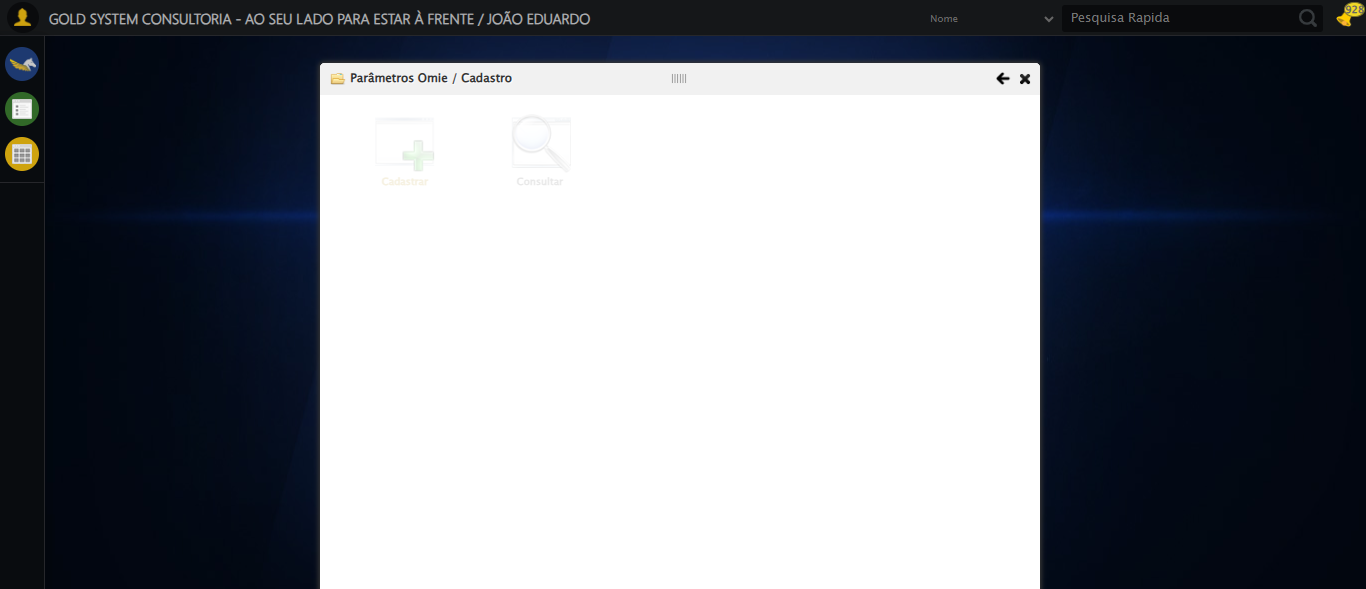 GOLD SYSTEM CONSULTORIA - AO SEU LADO PARA ESTAR À FRENTE / JOÃO EDUARDO
Nome
Pesquisa Rapida
928
Parâmetros Omie / Cadastro
Cadastrar
Consultar